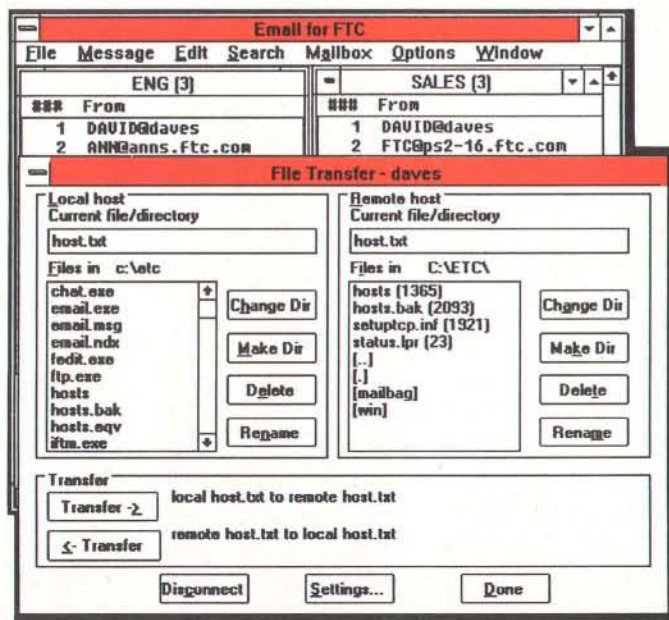 Email for FTC
File Message Edit Search Mailbox Options Window
ENG (3)
### From
1 DAVID@daves
2 ANN@anns.ftc.com
SALES (3)
### From
1 DAVID@daves
2 FTC@ps2-16.ftc.com
File Transfer - daves
Local host
Current file/directory
host.txt
Files in c:\etc
chat.exe
email.exe
email.msg
email.ndx
fedit.exe
ftp.exe
hosts
hosts.bak
hosts.eqv
iftm.exe
Change Dir
Make Dir
Delete
Rename
Remote host
Current file/directory
host.txt
Files in C:\ETC\
hosts (1365)
hosts.bak (2093)
setuptcp.inf (1921)
status.lpr (23)
[..]
[.]
[mailbag]
[win]
Change Dir
Make Dir
Delete
Rename
Transfer
Transfer ->
local host.txt to remote host.txt
<- Transfer
remote host.txt to local host.txt
Disconnect
Settings...
Done